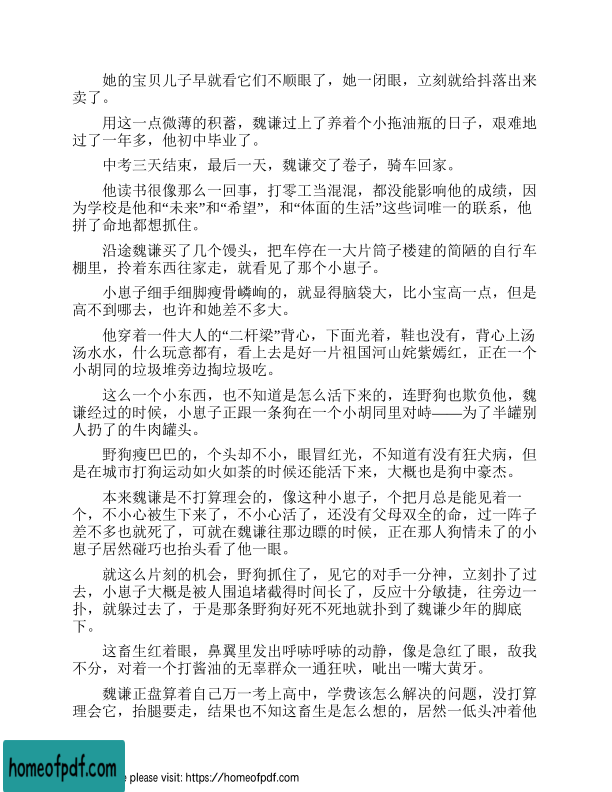 她的宝贝儿子早就看它们不顺眼了，她一闭眼，立刻就给抖落出来
卖了。
用这一点微薄的积蓄，魏谦过上了养着个小拖油瓶的日子，艰难地
过了一年多，他初中毕业了。
中考三天结束，最后一天，魏谦交了卷子，骑车回家。
他读书很像那么一回事，打零工当混混，都没能影响他的成绩，因
为学校是他和“未来”和“希望”，和“体面的生活”这些词唯一的联系，他
拼了命地都想抓住。
沿途魏谦买了几个馒头，把车停在一大片筒子楼建的简陋的自行车
棚里，拎着东西往家走，就看见了那个小崽子。
小崽子细手细脚瘦骨嶙峋的，就显得脑袋大，比小宝高一点，但是
高不到哪去，也许和她差不多大。
他穿着一件大人的“二杆梁”背心，下面光着，鞋也没有，背心上汤
汤水水，什么玩意都有，看上去是好一片祖国河山姹紫嫣红，正在一个
小胡同的垃圾堆旁边掏垃圾吃。
这么一个小东西，也不知道是怎么活下来的，连野狗也欺负他，魏
谦经过的时候，小崽子正跟一条狗在一个小胡同里对峙——为了半罐别
人扔了的牛肉罐头。
野狗瘦巴巴的，个头却不小，眼冒红光，不知道有没有狂犬病，但
是在城市打狗运动如火如荼的时候还能活下来，大概也是狗中豪杰。
本来魏谦是不打算理会的，像这种小崽子，个把月总是能见着一
个，不小心被生下来了，不小心活了，还没有父母双全的命，过一阵子
差不多也就死了，可就在魏谦往那边瞟的时候，正在那人狗情未了的小
崽子居然碰巧也抬头看了他一眼。
就这么片刻的机会，野狗抓住了，见它的对手一分神，立刻扑了过
去，小崽子大概是被人围追堵截得时间长了，反应十分敏捷，往旁边一
扑，就躲过去了，于是那条野狗好死不死地就扑到了魏谦少年的脚底
下。
这畜生红着眼，鼻翼里发出呼哧呼哧的动静，像是急红了眼，敌我
不分，对着一个打酱油的无辜群众一通狂吠，呲出一嘴大黄牙。
魏谦正盘算着自己万一考上高中，学费该怎么解决的问题，没打算
理会它，抬腿要走，结果也不知这畜生是怎么想的，居然一低头冲着他
homeofpdf.com
e please visit: https://homeofpdf.com